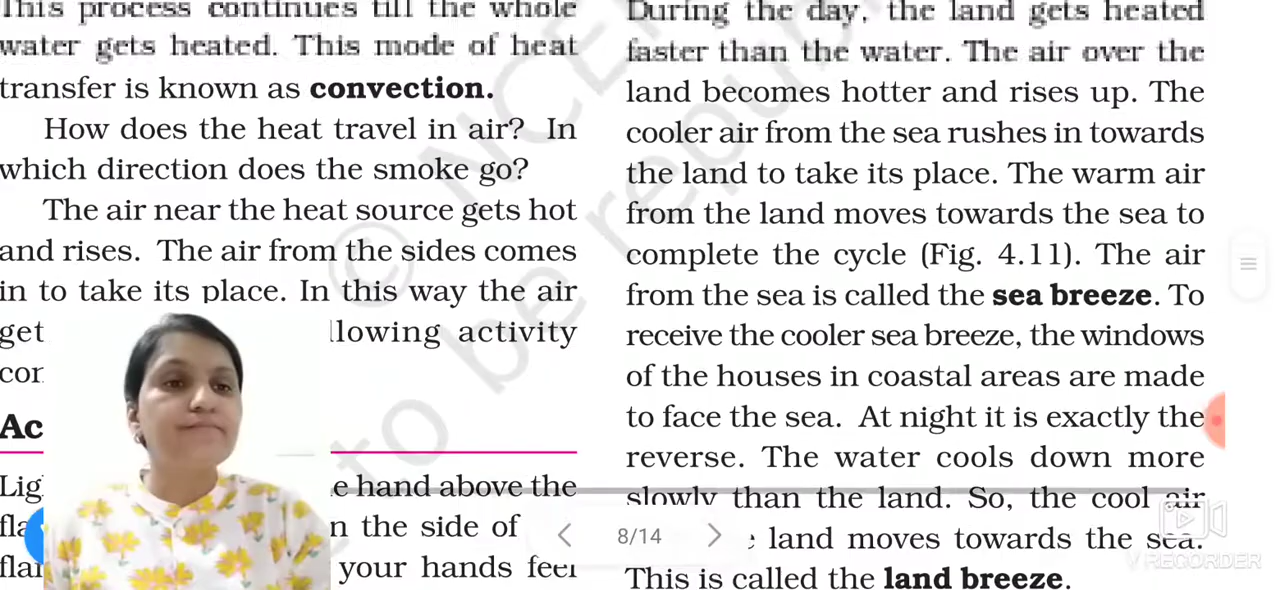 This process continues till the whole
water gets heated. This mode of heat
transfer is known as convection.
How does the heat travel in air? In
which direction does the smoke go?
The air near the heat source gets hot
and rises. The air from the sides comes
in to take its place. In this way the air
get llowing activity
con
Ac
Lig e hand above the
fla n the side of
flam your hands feel
During the day, the land gets heated
faster than the water. The air over the
land becomes hotter and rises up. The
cooler air from the sea rushes in towards
the land to take its place. The warm air
from the land moves towards the sea to
complete the cycle (Fig. 4.11). The air
from the sea is called the sea breeze. To
receive the cooler sea breeze, the windows
of the houses in coastal areas are made
to face the sea. At night it is exactly the
reverse. The water cools down more
slowly than the land. So, the cool air
land moves towards the sea.
This is called the land breeze.
© NCE
to be republ
8/14
RECORDER